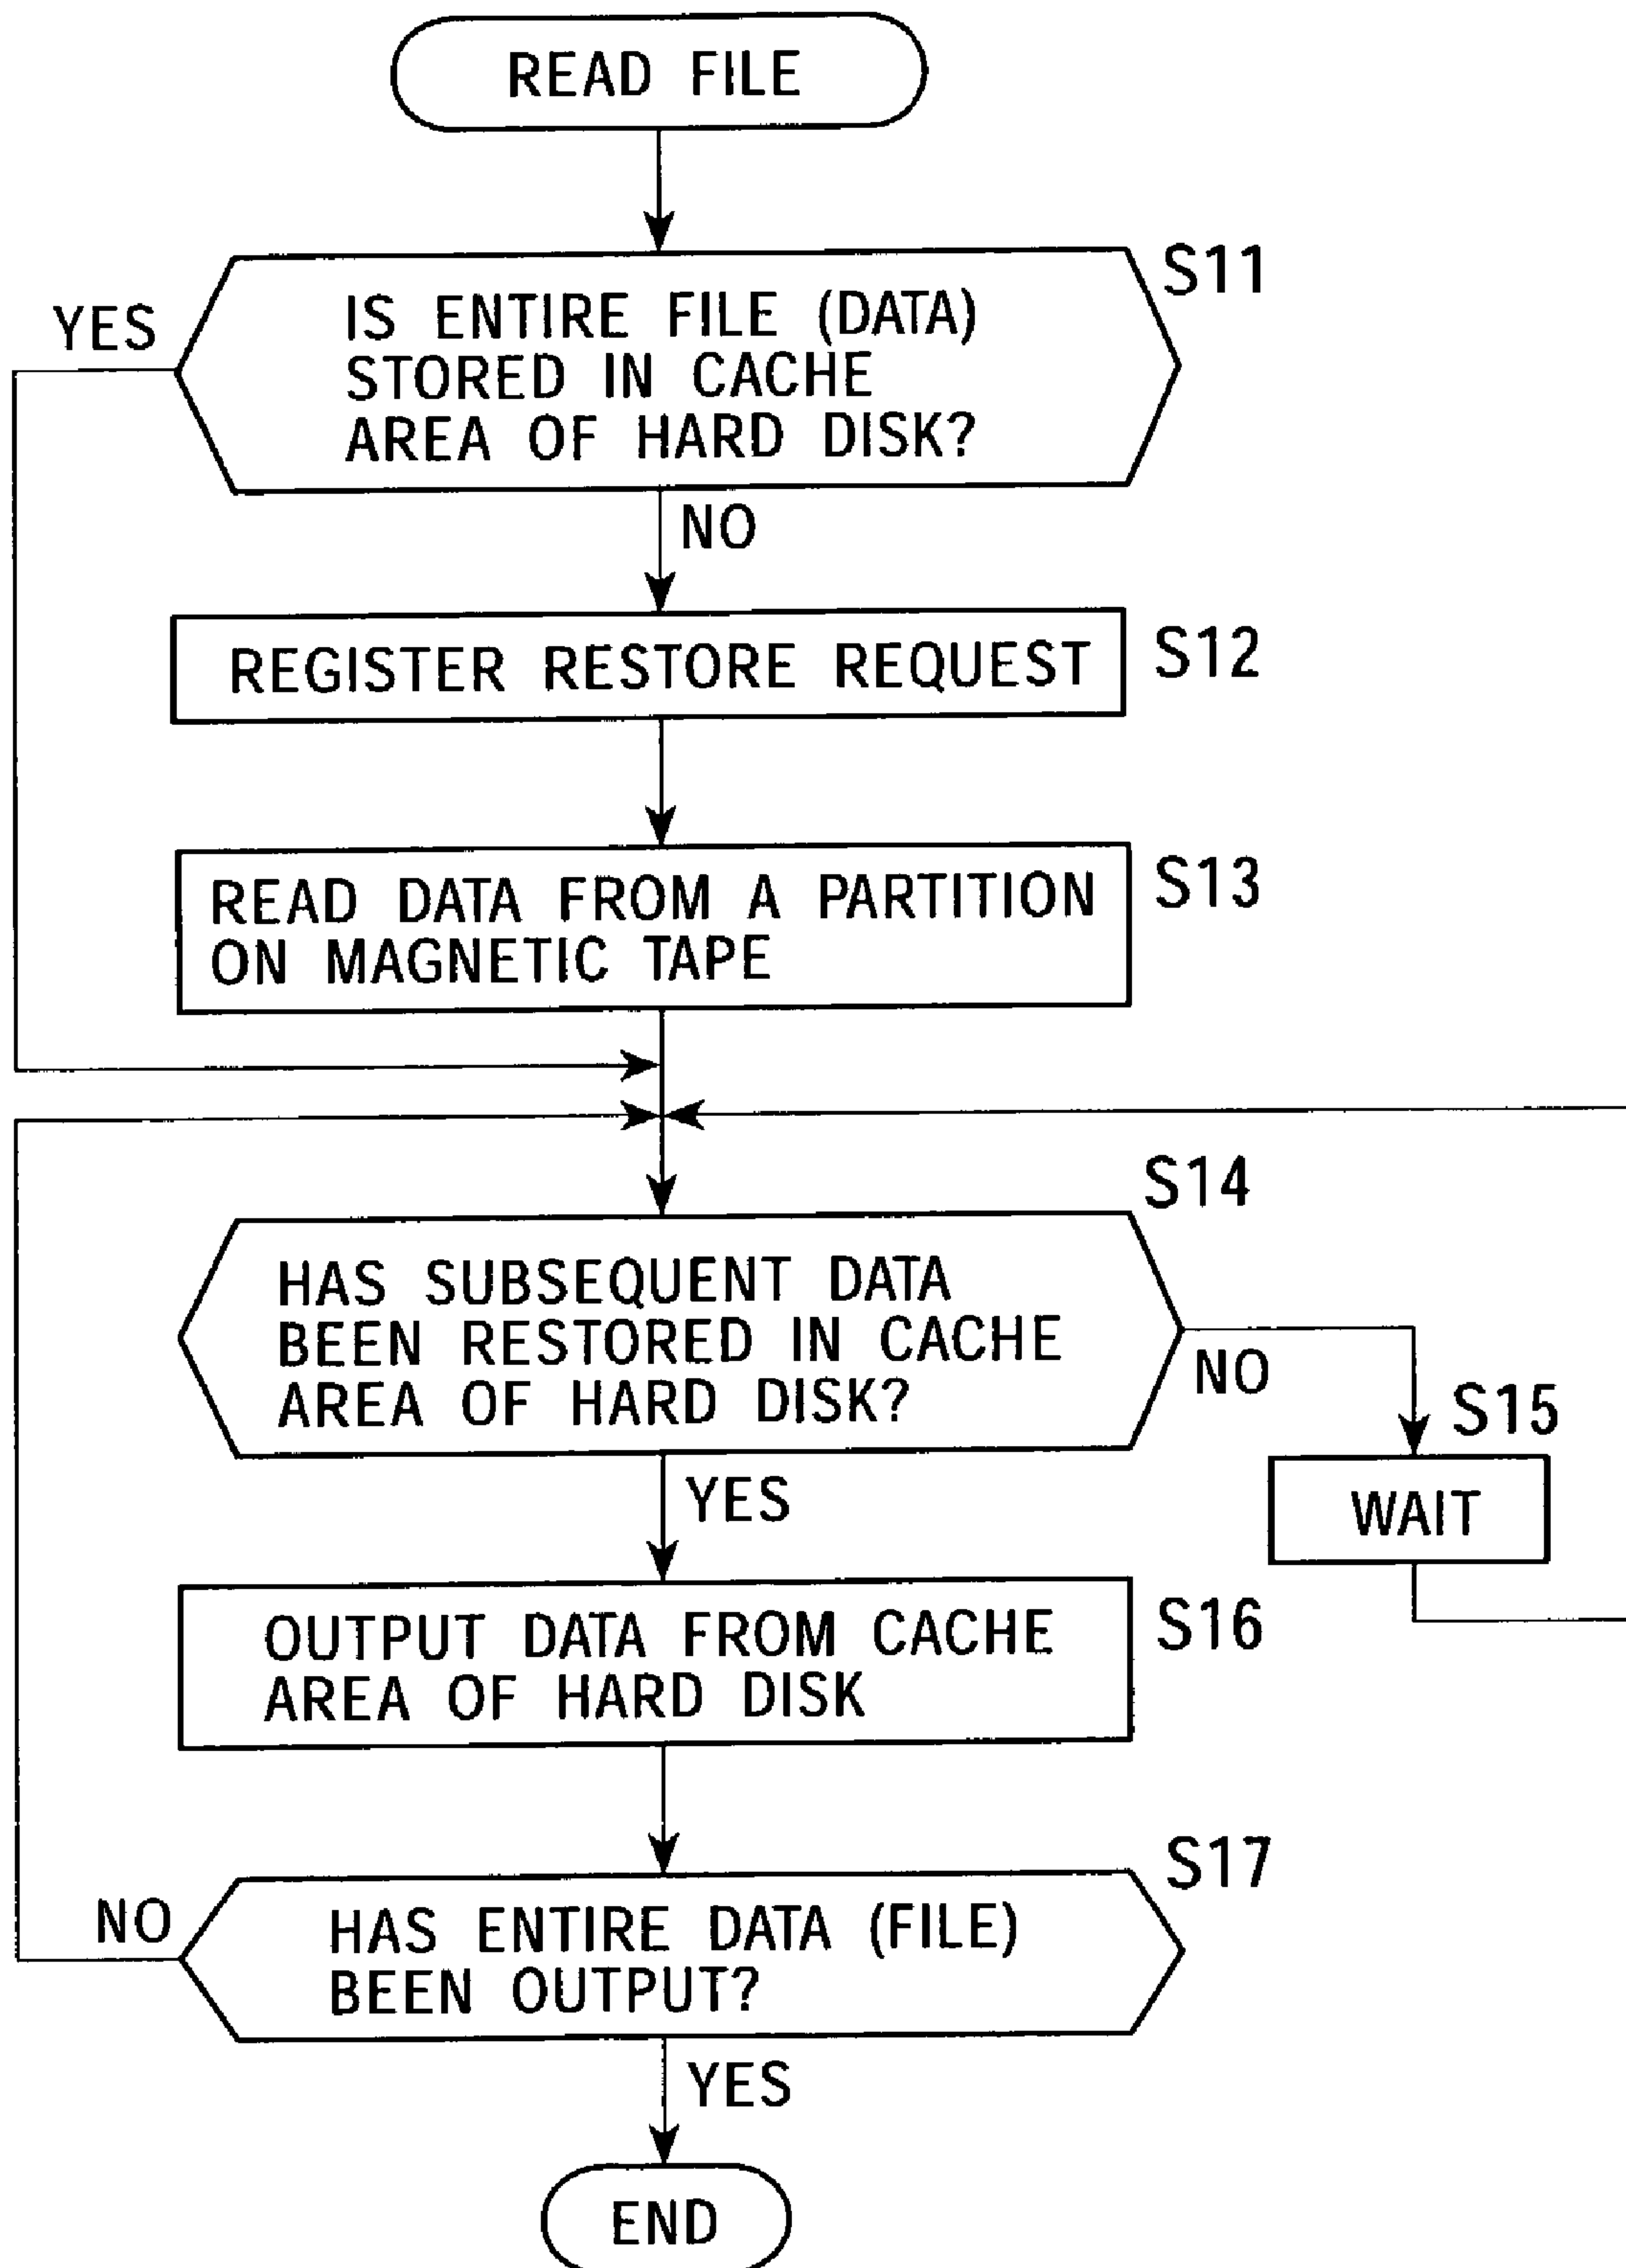 READ FILE
S11
YES
IS ENTIRE FILE (DATA)
STORED IN CACHE
AREA OF HARD DISK?
NO
REGISTER RESTORE REQUEST
S12
READ DATA FROM A PARTITION
ON MAGNETIC TAPE
S13
S14
HAS SUBSEQUENT DATA
BEEN RESTORED IN CACHE
AREA OF HARD DISK?
NO
S15
YES
WAIT
OUTPUT DATA FROM CACHE
AREA OF HARD DISK
S16
S17
NO
HAS ENTIRE DATA (FILE)
BEEN OUTPUT?
YES
END